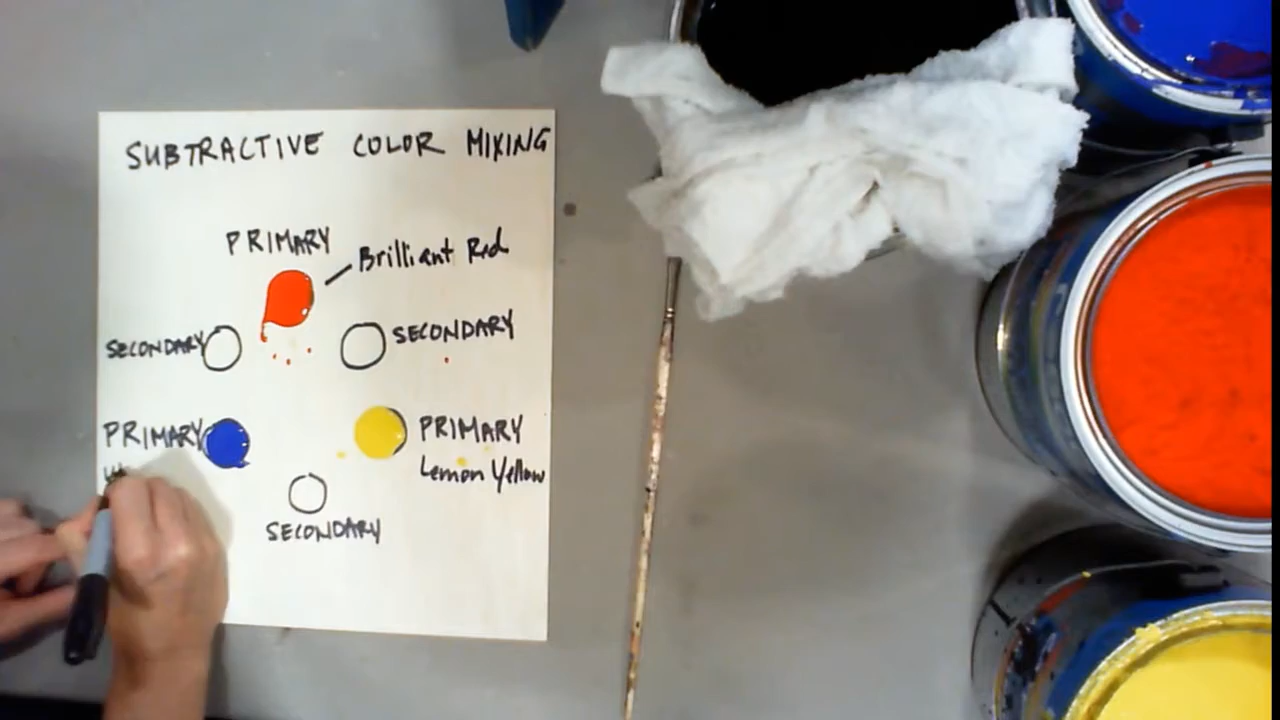 SUBTRACTIVE COLOR MIXING
PRIMARY
Brilliant Red
SECONDARY
SECONDARY
PRIMARY
PRIMARY
Lemon Yellow
SECONDARY